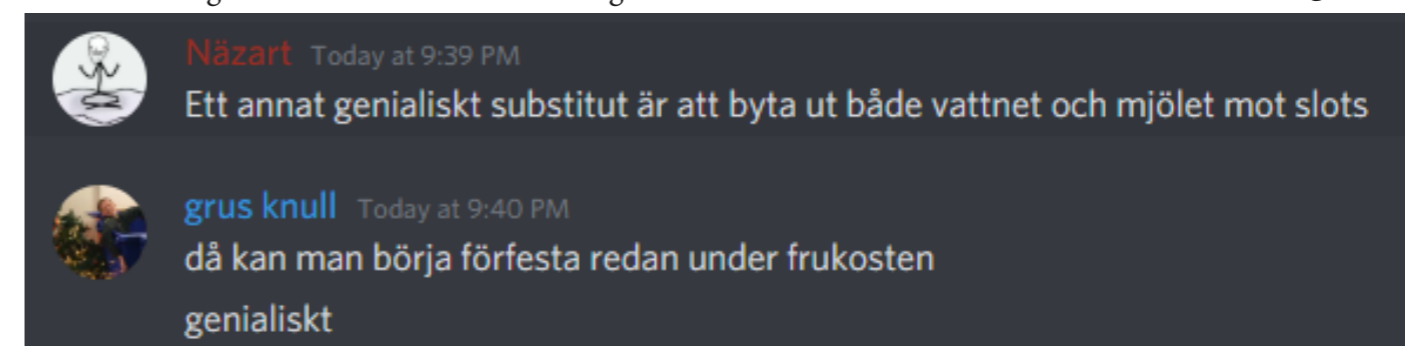 Näzart Today at 9:39 PM
Ett annat genialiskt substitut är att byta ut både vattnet och mjölet mot slots
grus knull Today at 9:40 PM
då kan man börja förfesta redan under frukosten
genialiskt